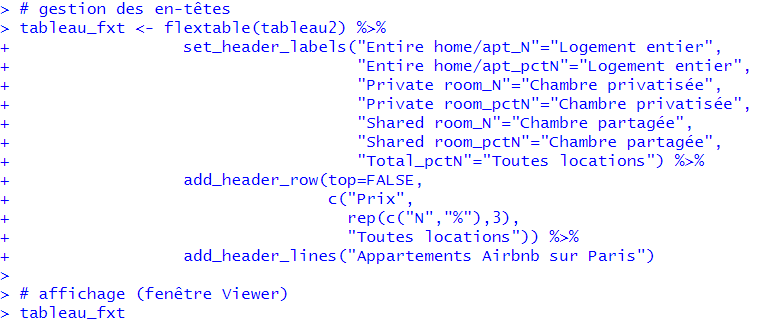 > # gestion des en-têtes
> tableau_fxt <- flextable(tableau2) %>%
+ set_header_labels("Entire home/apt_N"="Logement entier",
+ "Entire home/apt_pctN"="Logement entier",
+ "Private room_N"="Chambre privatisée",
+ "Private room_pctN"="Chambre privatisée",
+ "Shared room_N"="Chambre partagée",
+ "Shared room_pctN"="Chambre partagée",
+ "Total_pctN"="Toutes locations") %>%
+ add_header_row(top=FALSE,
+ c("Prix",
+ rep(c("N","%"),3),
+ "Toutes locations")) %>%
+ add_header_lines("Appartements Airbnb sur Paris")
>
> # affichage (fenêtre Viewer)
> tableau_fxt